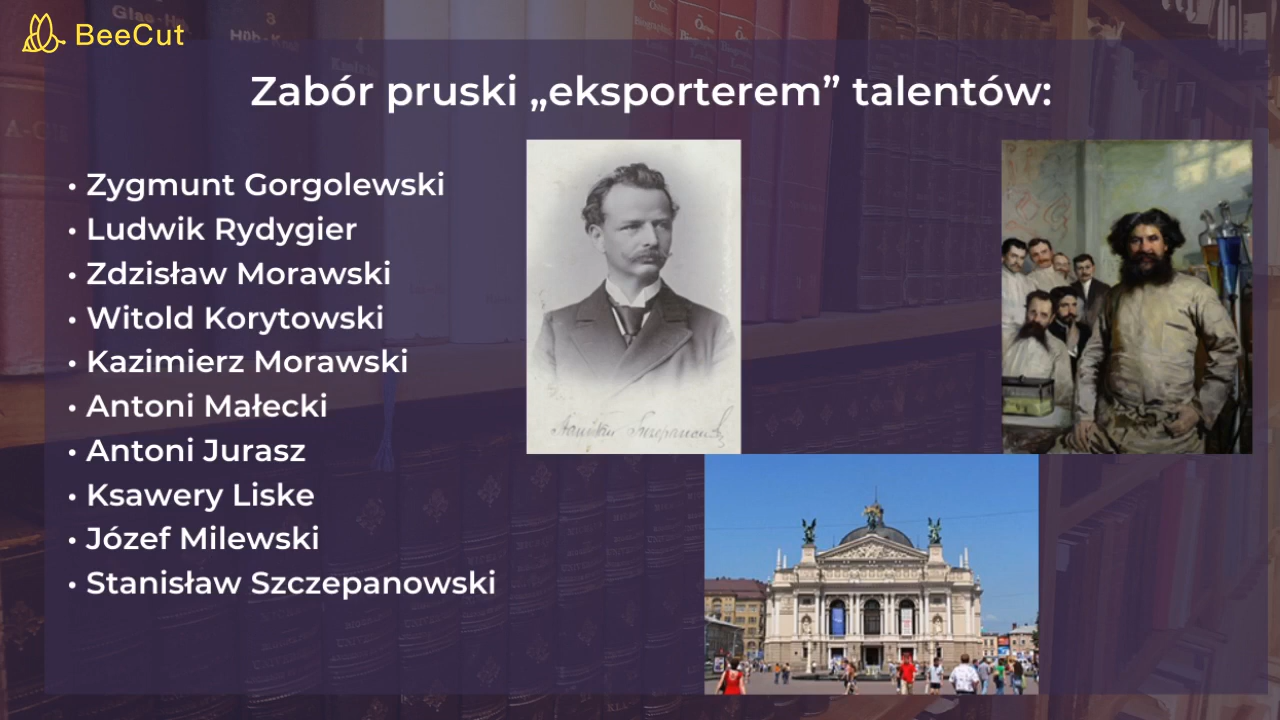 BeeCut
Zabór pruski „eksporterem” talentów:
• Zygmunt Gorgolewski
• Ludwik Rydygier
• Zdzisław Morawski
• Witold Korytowski
• Kazimierz Morawski
• Antoni Małecki
• Antoni Jurasz
• Ksawery Liske
• Józef Milewski
• Stanisław Szczepanowski